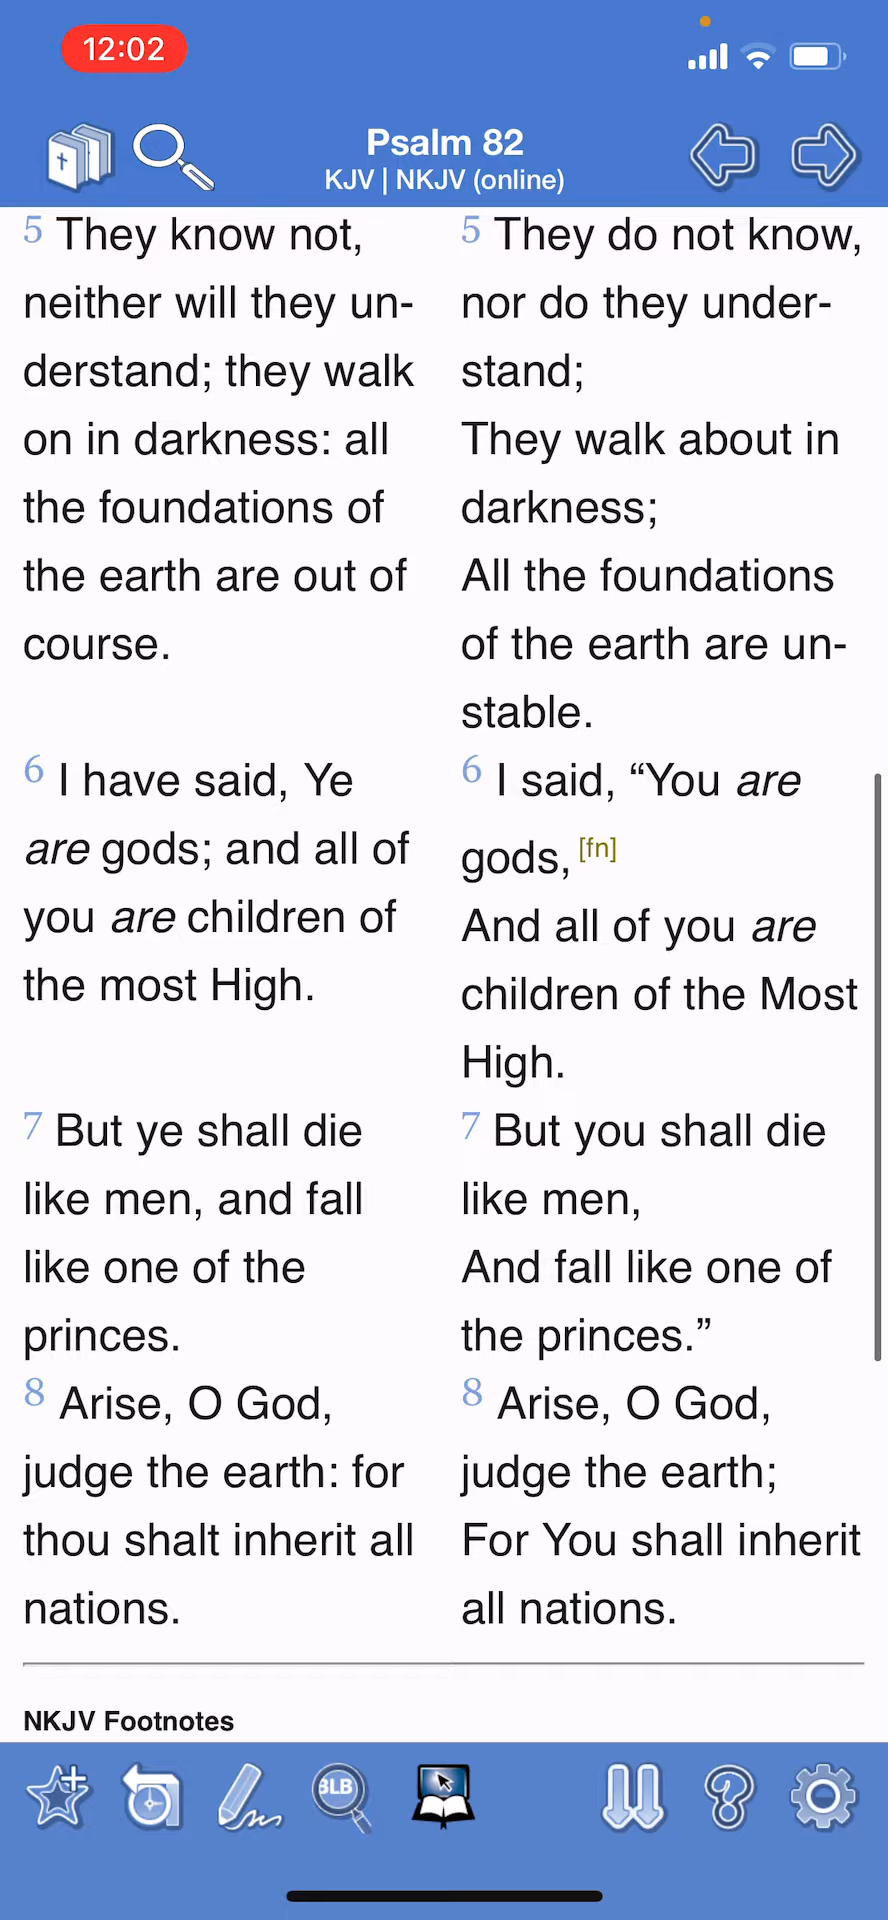 12:02
Psalm 82
KJV | NKJV (online)
5 They know not,
neither will they un-
derstand; they walk
on in darkness: all
the foundations of
the earth are out of
course.
6 I have said, Ye
are gods; and all of
you are children of
the most High.
7 But ye shall die
like men, and fall
like one of the
princes.
8 Arise, O God,
judge the earth: for
thou shalt inherit all
nations.
5 They do not know,
nor do they under-
stand;
They walk about in
darkness;
All the foundations
of the earth are un-
stable.
6 I said, “You are
gods, [fn]
And all of you are
children of the Most
High.
7 But you shall die
like men,
And fall like one of
the princes.”
8 Arise, O God,
judge the earth;
For You shall inherit
all nations.
NKJV Footnotes
BLB